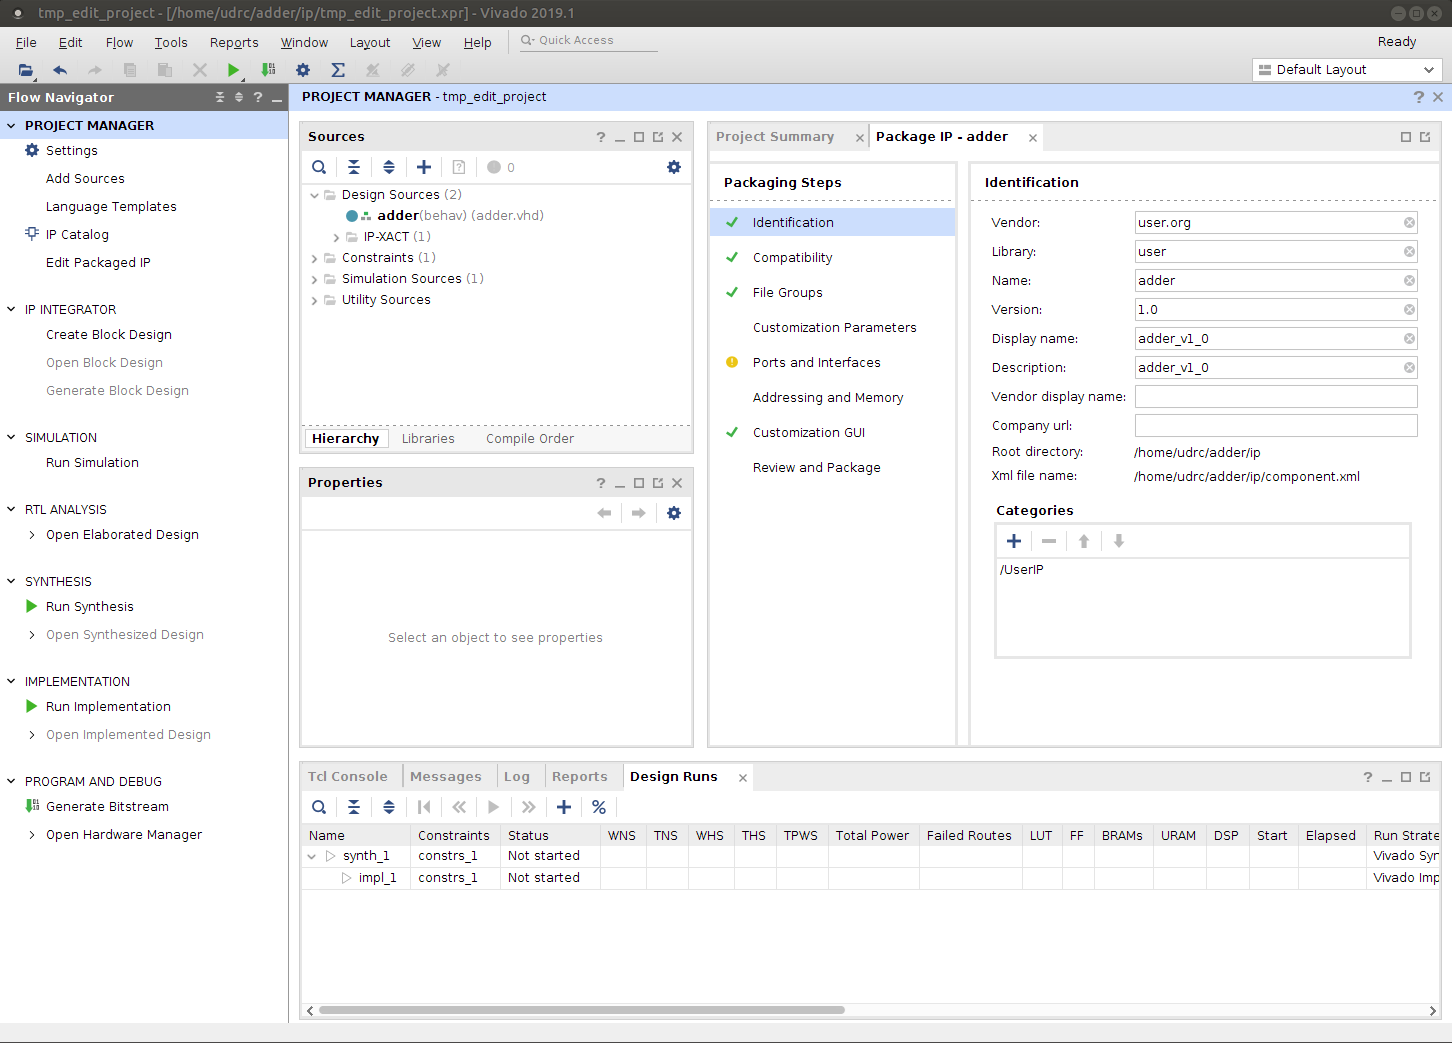 tmp_edit_project - [/home/udrc/adder/ip/tmp_edit_project.xpr] - Vivado 2019.1
File Edit Flow Tools Reports Window Layout View Help Quick Access Ready
Default Layout
Flow Navigator
PROJECT MANAGER
Settings
Add Sources
Language Templates
IP Catalog
Edit Packaged IP
IP INTEGRATOR
Create Block Design
Open Block Design
Generate Block Design
SIMULATION
Run Simulation
RTL ANALYSIS
Open Elaborated Design
SYNTHESIS
Run Synthesis
Open Synthesized Design
IMPLEMENTATION
Run Implementation
Open Implemented Design
PROGRAM AND DEBUG
Generate Bitstream
Open Hardware Manager
PROJECT MANAGER - tmp_edit_project
Sources
0
Design Sources (2)
adder(behav) (adder.vhd)
IP-XACT (1)
Constraints (1)
Simulation Sources (1)
Utility Sources
Hierarchy Libraries Compile Order
Properties
Select an object to see properties
Project Summary Package IP - adder
Packaging Steps
Identification
Compatibility
File Groups
Customization Parameters
Ports and Interfaces
Addressing and Memory
Customization GUI
Review and Package
Identification
Vendor: user.org
Library: user
Name: adder
Version: 1.0
Display name: adder_v1_0
Description: adder_v1_0
Vendor display name:
Company url:
Root directory: /home/udrc/adder/ip
Xml file name: /home/udrc/adder/ip/component.xml
Categories
/UserIP
Tcl Console Messages Log Reports Design Runs
Name Constraints Status WNS TNS WHS THS TPWS Total Power Failed Routes LUT FF BRAMs URAM DSP Start Elapsed Run Strate
synth_1 constrs_1 Not started Vivado Syn
impl_1 constrs_1 Not started Vivado Imp